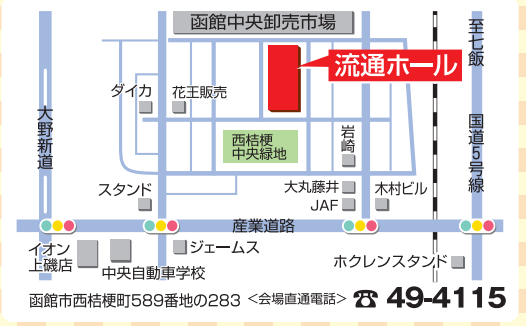 函館中央卸売市場
至七飯
流通ホール
ダイカ
花王販売
大野新道
西桔梗
中央緑地
岩崎
国道5号線
スタンド
大丸藤井
JAF
木村ビル
産業道路
イオン
上磯店
中央自動車学校
ジェームス
ホクレンスタンド
函館市西桔梗町589番地の283 <会場直通電話> ☎ 49-4115